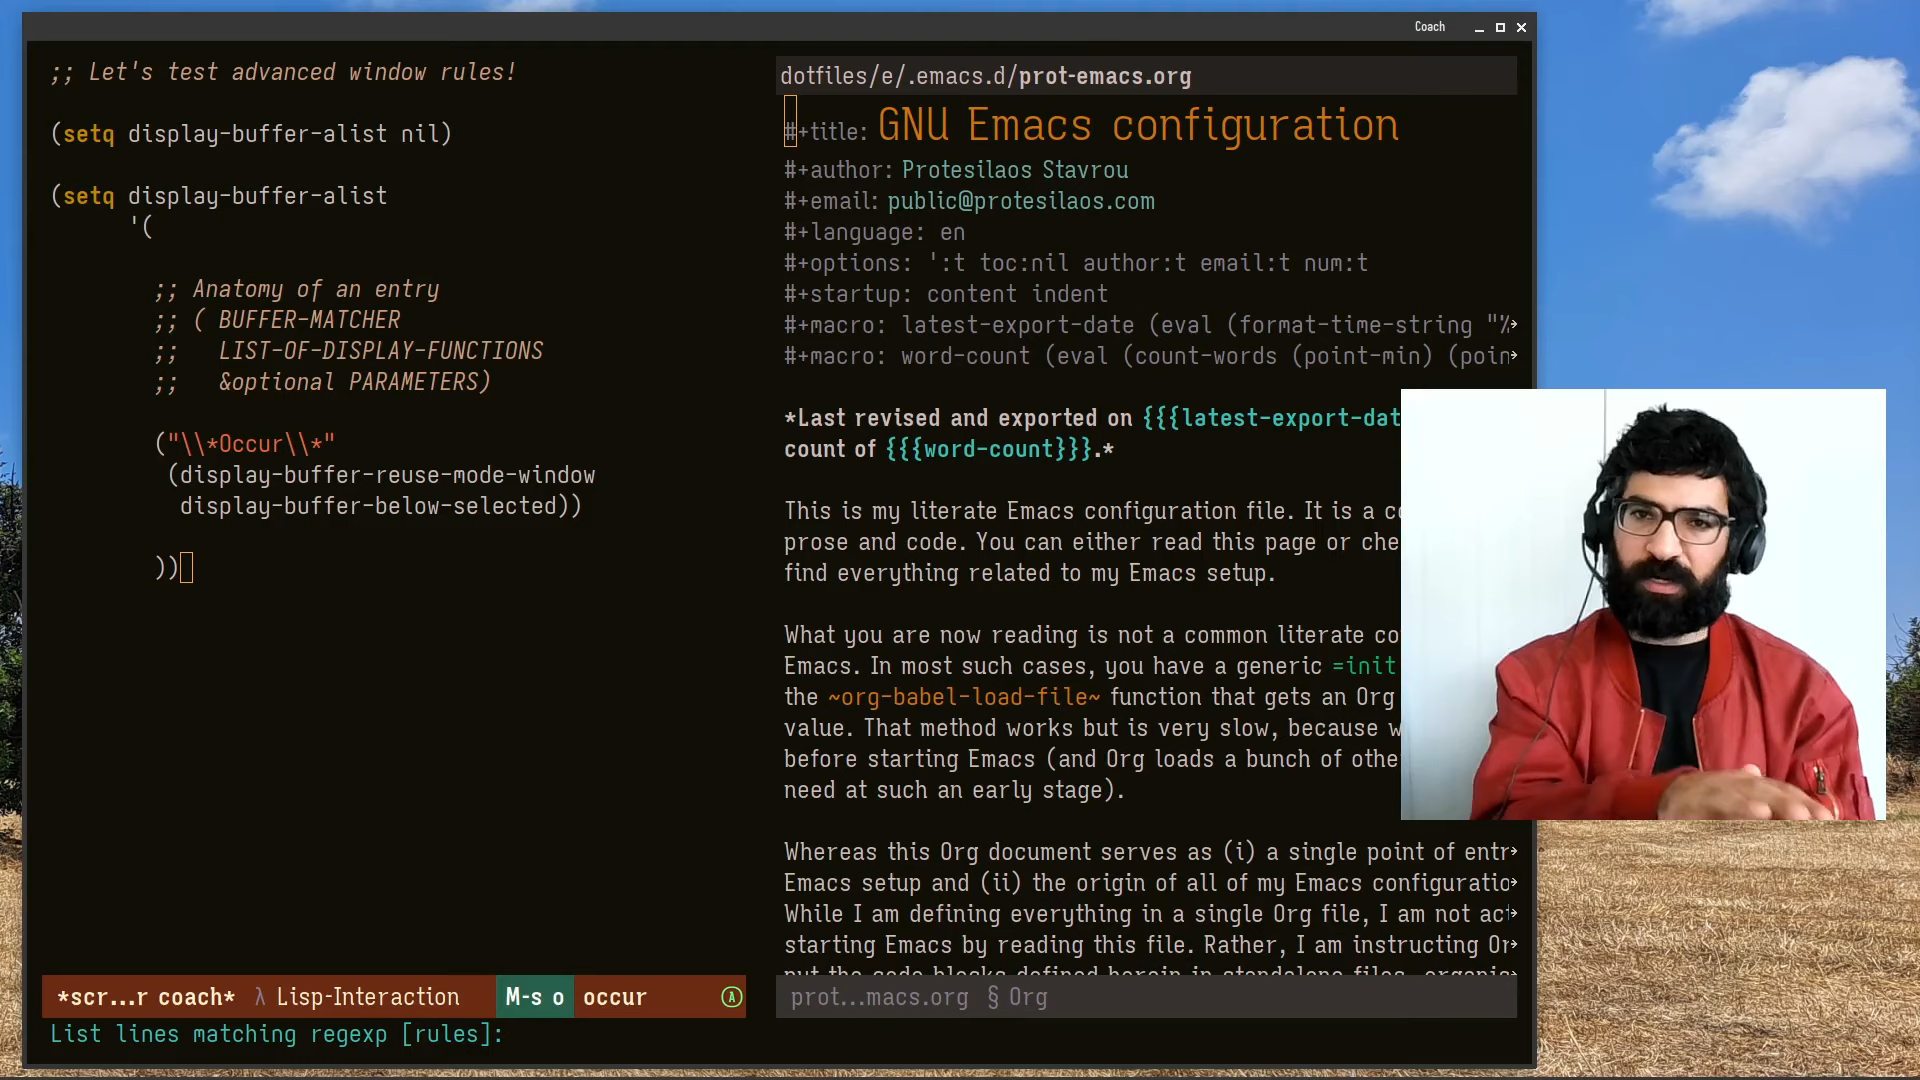 Coach
;; Let's test advanced window rules!
(setq display-buffer-alist nil)
(setq display-buffer-alist
'(
;; Anatomy of an entry
;; ( BUFFER-MATCHER
;; LIST-OF-DISPLAY-FUNCTIONS
;; &optional PARAMETERS)
("\\*Occur\\*"
(display-buffer-reuse-mode-window
display-buffer-below-selected))
))
*scr...r coach* λ Lisp-Interaction M-s o occur A
dotfiles/e/.emacs.d/prot-emacs.org
#+title: GNU Emacs configuration
#+author: Protesilaos Stavrou
#+email: public@protesilaos.com
#+language: en
#+options: ':t toc:nil author:t email:t num:t
#+startup: content indent
#+macro: latest-export-date (eval (format-time-string "%
#+macro: word-count (eval (count-words (point-min) (poin
*Last revised and exported on {{{latest-export-dat
count of {{{word-count}}}.*
This is my literate Emacs configuration file. It is a c
prose and code. You can either read this page or che
find everything related to my Emacs setup.
What you are now reading is not a common literate co
Emacs. In most such cases, you have a generic =init
the ~org-babel-load-file~ function that gets an Org
value. That method works but is very slow, because w
before starting Emacs (and Org loads a bunch of othe
need at such an early stage).
Whereas this Org document serves as (i) a single point of entr
Emacs setup and (ii) the origin of all of my Emacs configuratio
While I am defining everything in a single Org file, I am not act
starting Emacs by reading this file. Rather, I am instructing Or
put the code blocks defined herein in standalone files, organis
prot...macs.org § Org
List lines matching regexp [rules]: